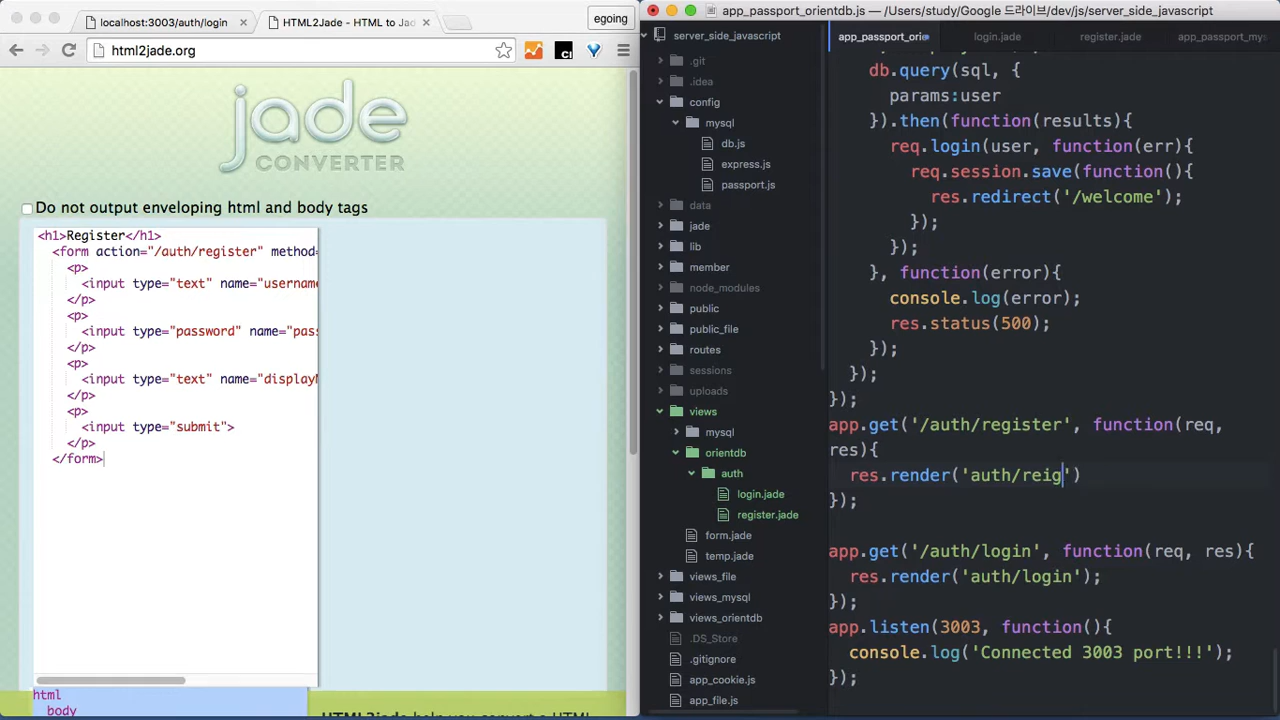 localhost:3003/auth/login
HTML2Jade - HTML to Jad
egoing
html2jade.org
jade
CONVERTER
Do not output enveloping html and body tags
<h1>Register</h1>
<form action="/auth/register" method=
<p>
<input type="text" name="usernam
</p>
<p>
<input type="password" name="pas
</p>
<p>
<input type="text" name="display
</p>
<p>
<input type="submit">
</p>
</form>
html
body
app_passport_orientdb.js — /Users/study/Google 드라이브/dev/js/server_side_javascript
server_side_javascript
.git
.idea
config
mysql
db.js
express.js
passport.js
data
jade
lib
member
node_modules
public
public_file
routes
sessions
uploads
views
mysql
orientdb
auth
login.jade
register.jade
form.jade
temp.jade
views_file
views_mysql
views_orientdb
.DS_Store
.gitignore
app_cookie.js
app_file.js
app_passport_orie
login.jade
register.jade
app_passport_mys
db.query(sql, {
params:user
}).then(function(results){
req.login(user, function(err){
req.session.save(function(){
res.redirect('/welcome');
});
});
}, function(error){
console.log(error);
res.status(500);
});
});
});
app.get('/auth/register', function(req,
res){
res.render('auth/reig')
});
app.get('/auth/login', function(req, res){
res.render('auth/login');
});
app.listen(3003, function(){
console.log('Connected 3003 port!!!');
});